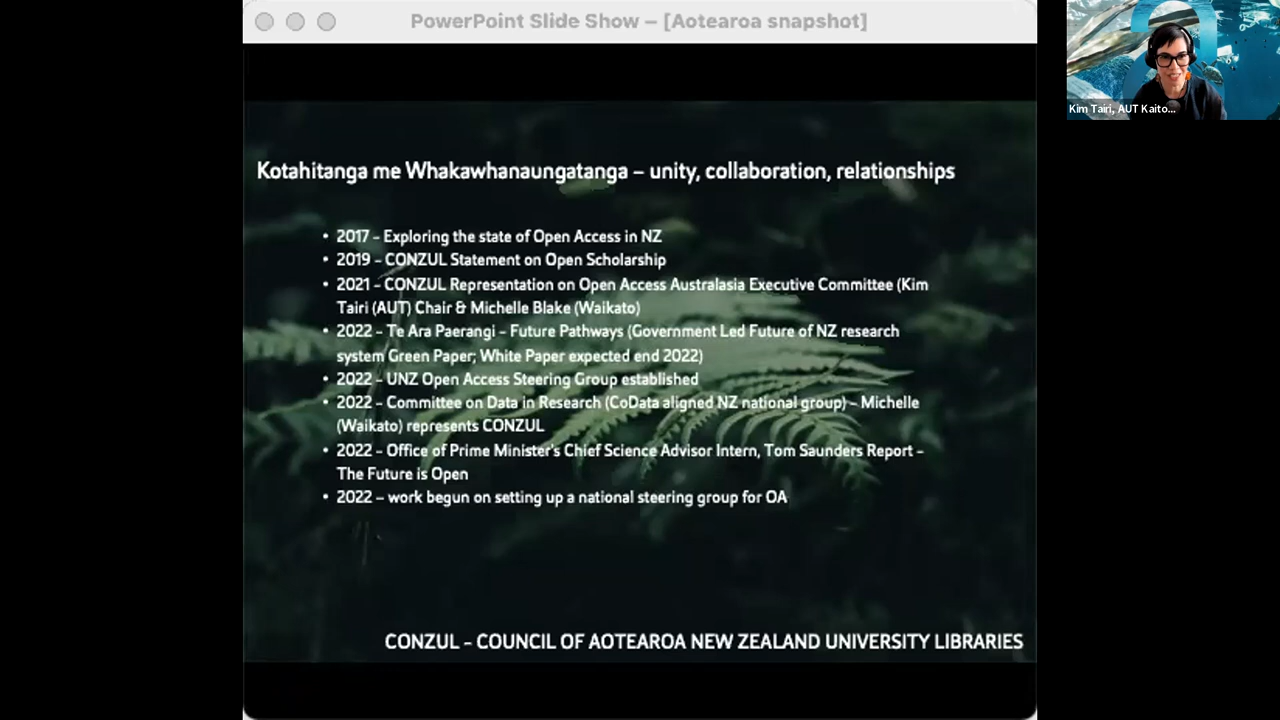 PowerPoint Slide Show – [Aotearoa snapshot]
Kim Tairi, AUT Kaito...
Kotahitanga me Whakawhanaungatanga – unity, collaboration, relationships
• 2017 – Exploring the state of Open Access in NZ
• 2019 – CONZUL Statement on Open Scholarship
• 2021 – CONZUL Representation on Open Access Australasia Executive Committee (Kim
Tairi (AUT) Chair & Michelle Blake (Waikato)
• 2022 – Te Ara Paerangi – Future Pathways (Government Led Future of NZ research
system Green Paper; White Paper expected end 2022)
• 2022 – UNZ Open Access Steering Group established
• 2022 – Committee on Data in Research (CoData aligned NZ national group) – Michelle
(Waikato) represents CONZUL
• 2022 – Office of Prime Minister's Chief Science Advisor Intern, Tom Saunders Report –
The Future is Open
• 2022 – work begun on setting up a national steering group for OA
CONZUL – COUNCIL OF AOTEAROA NEW ZEALAND UNIVERSITY LIBRARIES